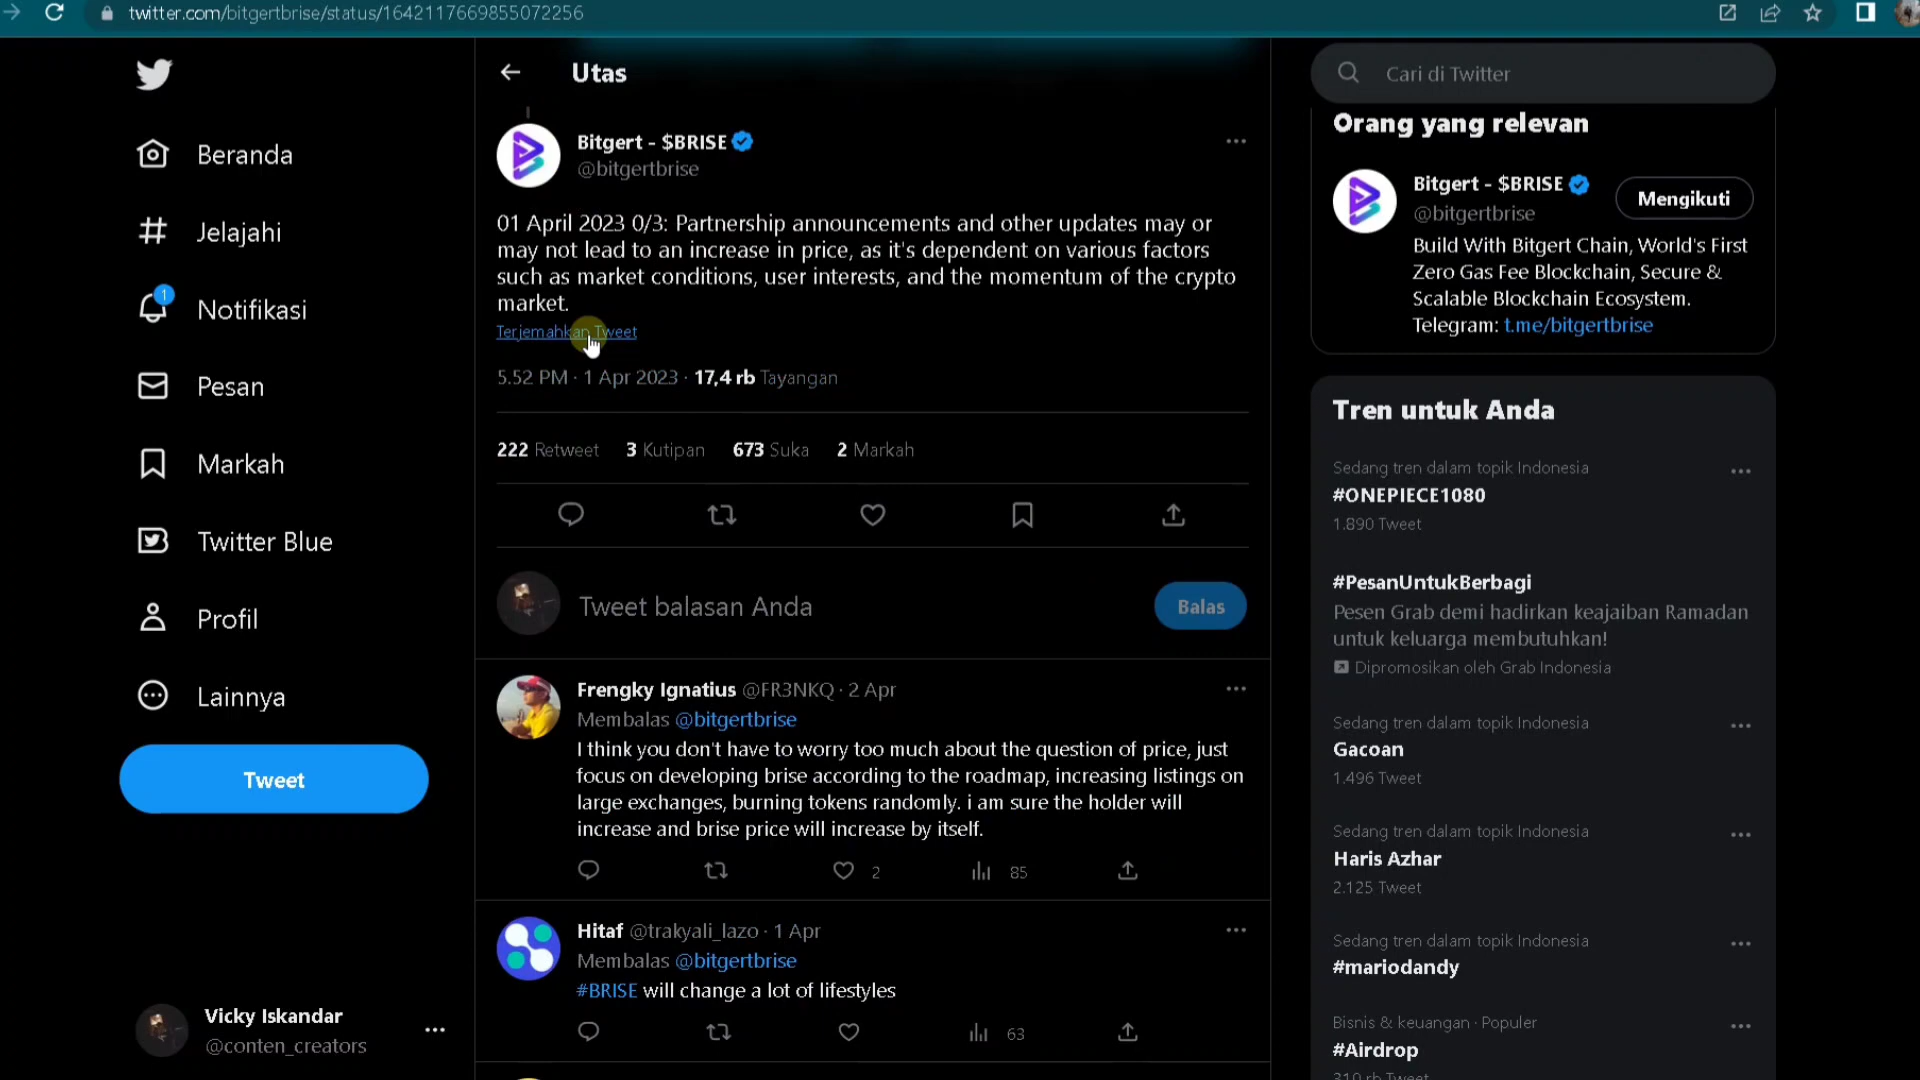 twitter.com/bitgertbrise/status/1642117669855072256
Beranda
Jelajahi
1
Notifikasi
Pesan
Markah
Twitter Blue
Profil
Lainnya
Tweet
Vicky Iskandar
@conten_creators
Utas
Bitgert - $BRISE
@bitgertbrise
01 April 2023 0/3: Partnership announcements and other updates may or
may not lead to an increase in price, as it's dependent on various factors
such as market conditions, user interests, and the momentum of the crypto
market.
Terjemahkan Tweet
5.52 PM · 1 Apr 2023 · 17,4 rb Tayangan
222 Retweet 3 Kutipan 673 Suka 2 Markah
Tweet balasan Anda
Balas
Frengky Ignatius @FR3NKQ · 2 Apr
Membalas @bitgertbrise
I think you don't have to worry too much about the question of price, just
focus on developing brise according to the roadmap, increasing listings on
large exchanges, burning tokens randomly. i am sure the holder will
increase and brise price will increase by itself.
2 85
Hitaf @trakyali_lazo · 1 Apr
Membalas @bitgertbrise
#BRISE will change a lot of lifestyles
63
Cari di Twitter
Orang yang relevan
Bitgert - $BRISE
@bitgertbrise
Mengikuti
Build With Bitgert Chain, World's First
Zero Gas Fee Blockchain, Secure &
Scalable Blockchain Ecosystem.
Telegram: t.me/bitgertbrise
Tren untuk Anda
Sedang tren dalam topik Indonesia
#ONEPIECE1080
1.890 Tweet
#PesanUntukBerbagi
Pesen Grab demi hadirkan keajaiban Ramadan
untuk keluarga membutuhkan!
Dipromosikan oleh Grab Indonesia
Sedang tren dalam topik Indonesia
Gacoan
1.496 Tweet
Sedang tren dalam topik Indonesia
Haris Azhar
2.125 Tweet
Sedang tren dalam topik Indonesia
#mariodandy
Bisnis & keuangan · Populer
#Airdrop
310 rb Tweet